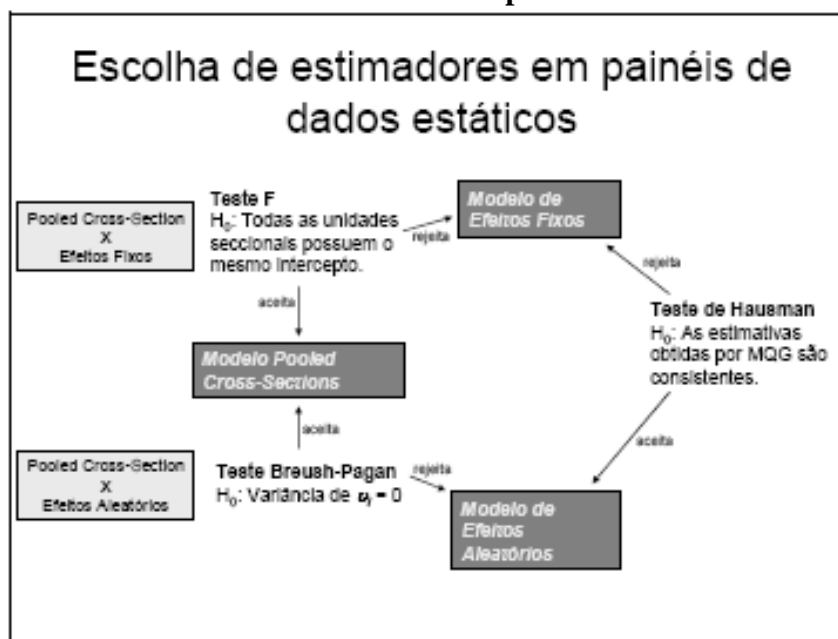 Escolha de estimadores em painéis de
dados estáticos
Pooled Cross-Section
X
Efeitos Fixos
Teste F
H₀: Todas as unidades
seccionais possuem o
mesmo intercepto.
rejeita
Modelo de
Efeitos Fixos
rejeita
aceita
Teste de Hausman
H₀: As estimativas
obtidas por MQG são
consistentes.
Modelo Pooled
Cross-Sections
aceita
aceita
Pooled Cross-Section
X
Efeitos Aleatórios
Teste Breush-Pagan
H₀: Variância de υᵢ = 0
rejeita
Modelo de
Efeitos
Aleatórios